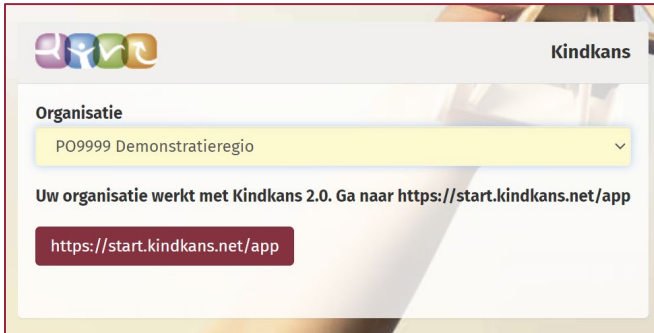 Kindkans
Organisatie
PO9999 Demonstratieregio
Uw organisatie werkt met Kindkans 2.0. Ga naar https://start.kindkans.net/app
https://start.kindkans.net/app